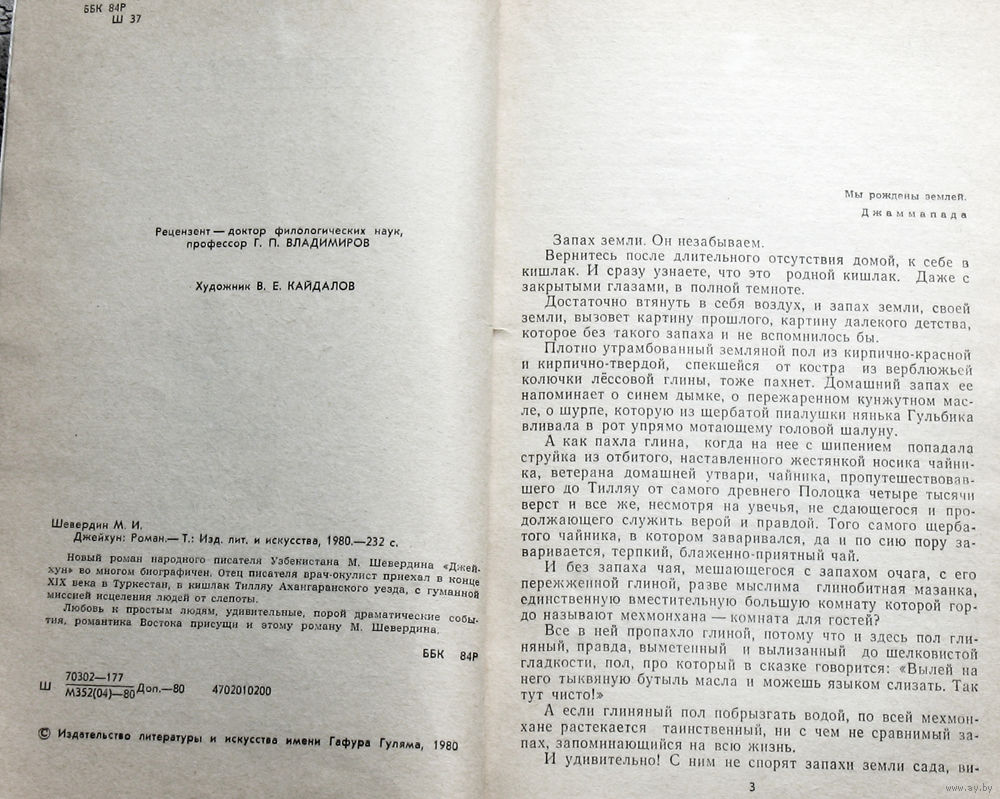 ББК 84Р
Ш 37
Рецензент — доктор филологических наук,
профессор Г. П. ВЛАДИМИРОВ
Художник В. Е. КАЙДАЛОВ
Шевердин М. И.
Джейхун: Роман.— Т.: Изд. лит. и искусства, 1980.—232 с.
Новый роман народного писателя Узбекистана М. Шевердина «Джей-
хун» во многом биографичен. Отец писателя врач-окулист приехал в конце
XIX века в Туркестан, в кишлак Тилляу Ахангаранского уезда, с гуманной
миссией исцеления людей от слепоты.
Любовь к простым людям, удивительные, порой драматические собы-
тия, романтика Востока присущи и этому роману М. Шевердина.
ББК 84Р
Ш 70302—177
М352(04)—80 Доп.—80 4702010200
© Издательство литературы и искусства имени Гафура Гуляма, 1980
Мы рождены землей.
Джаммапада
Запах земли. Он незабываем.
Вернитесь после длительного отсутствия домой, к себе в
кишлак. И сразу узнаете, что это родной кишлак. Даже с
закрытыми глазами, в полной темноте.
Достаточно втянуть в себя воздух, и запах земли, своей
земли, вызовет картину прошлого, картину далекого детства,
которое без такого запаха и не вспомнилось бы.
Плотно утрамбованный земляной пол из кирпично-красной
и кирпично-твердой, спекшейся от костра из верблюжьей
колючки лёссовой глины, тоже пахнет. Домашний запах ее
напоминает о синем дымке, о пережаренном кунжутном мас-
ле, о шурпе, которую из щербатой пиалушки нянька Гульбика
вливала в рот упрямо мотающему головой шалуну.
А как пахла глина, когда на нее с шипением попадала
струйка из отбитого, наставленного жестянкой носика чайни-
ка, ветерана домашней утвари, чайника, пропутешествовав-
шего до Тилляу от самого древнего Полоцка четыре тысячи
верст и все же, несмотря на увечья, не сдающегося и про-
должающего служить верой и правдой. Того самого щерба-
того чайника, в котором заваривался, да и по сию пору за-
варивается, терпкий, блаженно-приятный чай.
И без запаха чая, мешающегося с запахом очага, с его
пережженной глиной, разве мыслима глинобитная мазанка,
единственную вместительную большую комнату которой гор-
до называют мехмонхана — комната для гостей?
Все в ней пропахло глиной, потому что и здесь пол гли-
няный, правда, выметенный и вылизанный до шелковистой
гладкости, пол, про который в сказке говорится: «Вылей на
него тыквяную бутыль масла и можешь языком слизать. Так
тут чисто!»
А если глиняный пол побрызгать водой, по всей мехмон-
хане растекается таинственный, ни с чем не сравнимый за-
пах, запоминающийся на всю жизнь.
И удивительно! С ним не спорят запахи земли сада, ви-
3
www.ay.by